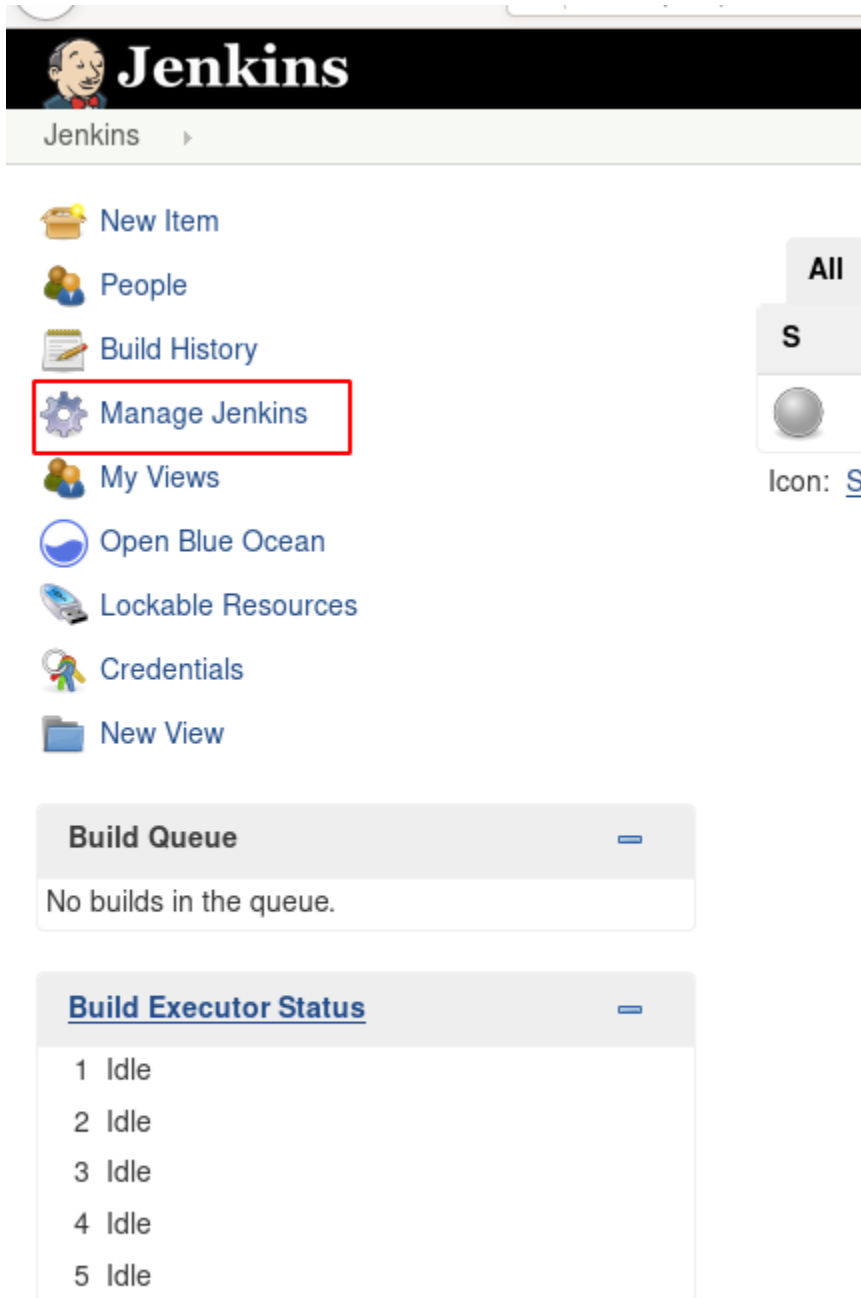 Jenkins
Jenkins
New Item
People
Build History
Manage Jenkins
My Views
Open Blue Ocean
Lockable Resources
Credentials
New View
All
S
Icon: S
Build Queue
No builds in the queue.
Build Executor Status
1 Idle
2 Idle
3 Idle
4 Idle
5 Idle